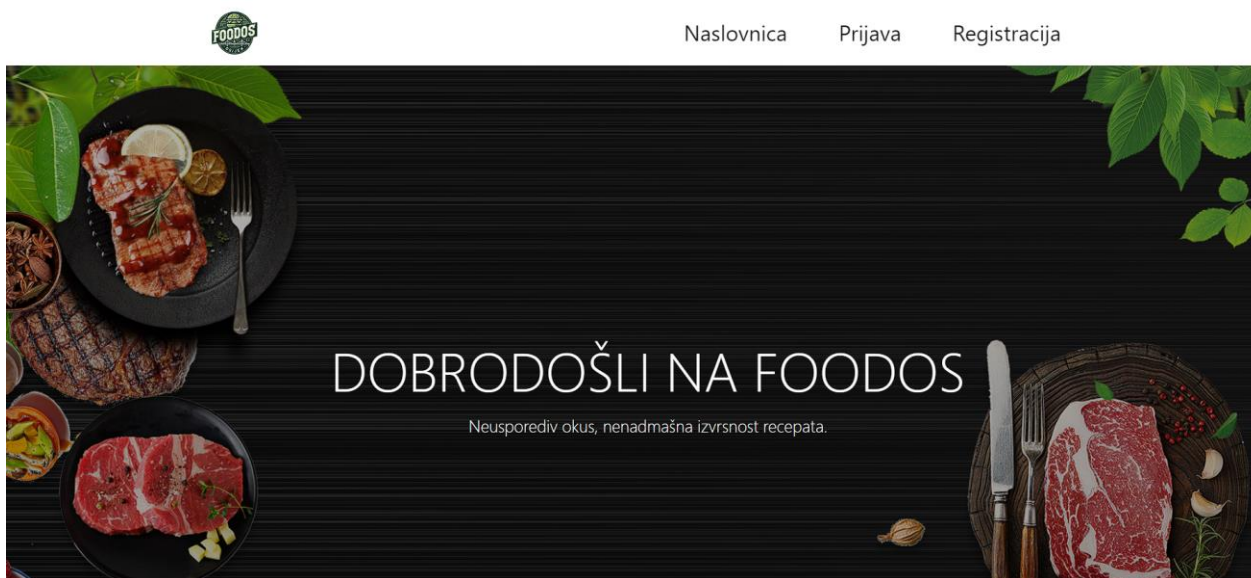 FOODOS
Naslovnica Prijava Registracija
DOBRODOŠLI NA FOODOS
Neusporediv okus, nenadmašna izvrsnost recepata.